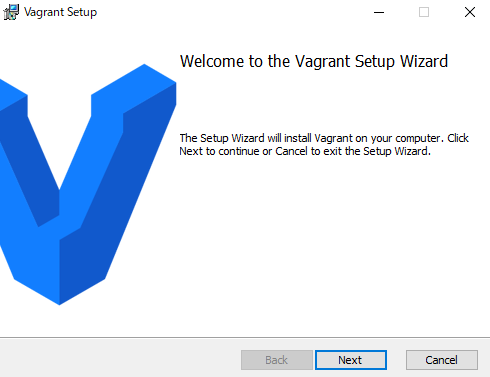 Vagrant Setup
Welcome to the Vagrant Setup Wizard
The Setup Wizard will install Vagrant on your computer. Click
Next to continue or Cancel to exit the Setup Wizard.
Back
Next
Cancel